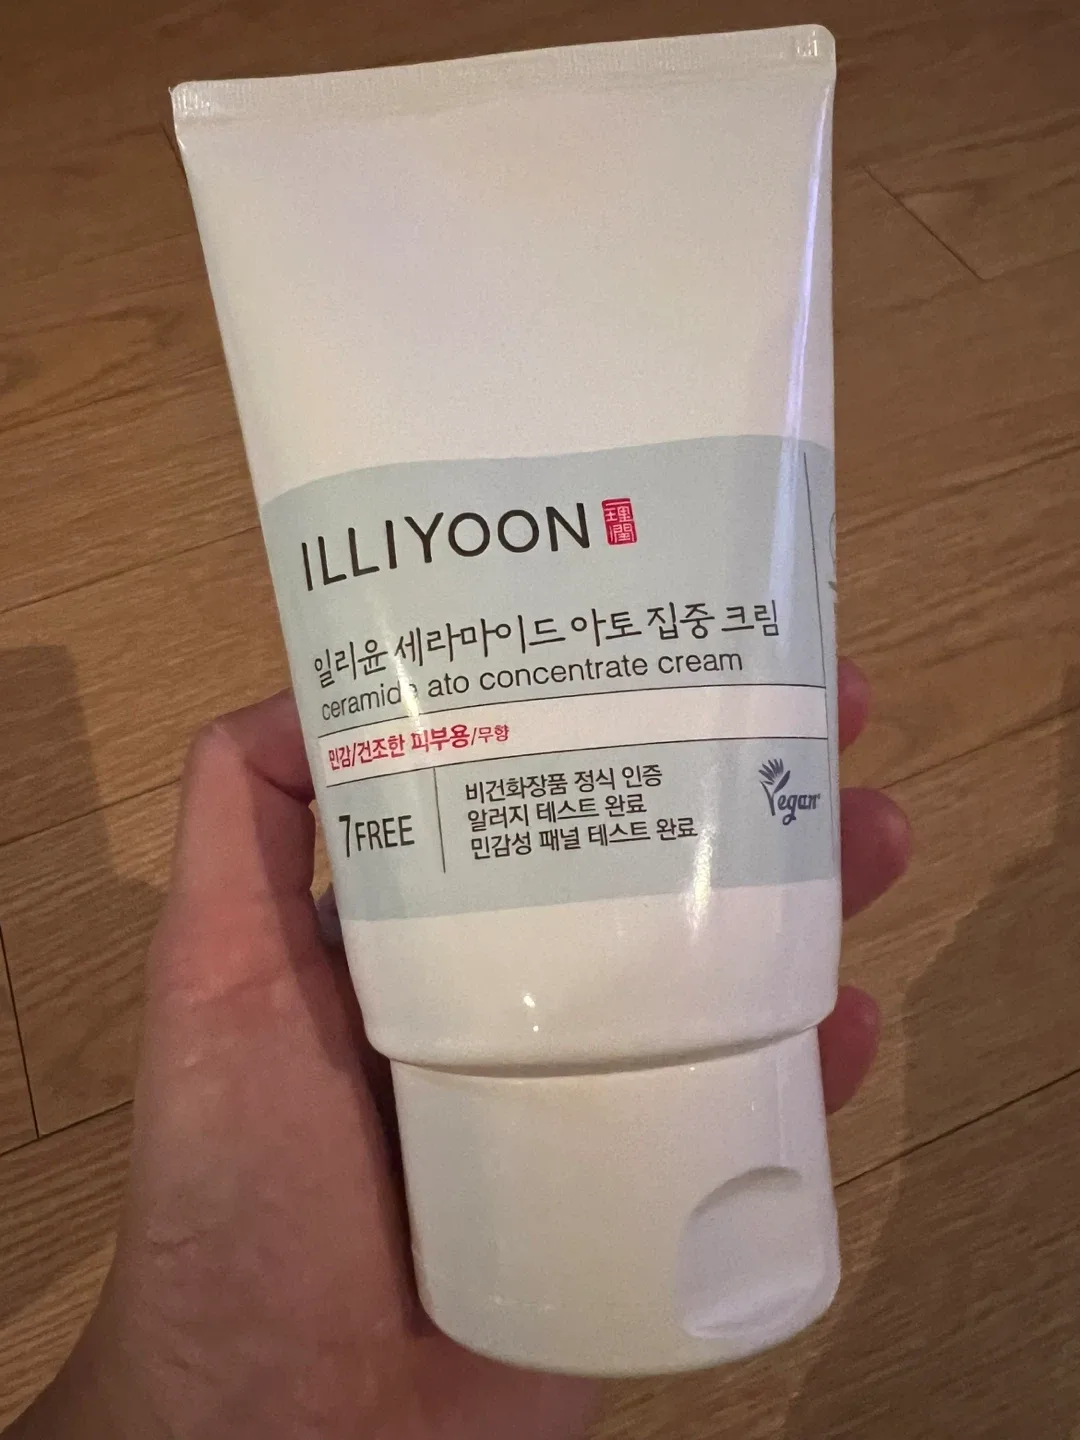 ILLIYOON
일리윤 세라마이드 아토 집중 크림
ceramide ato concentrate cream
민감/건조한 피부용/무향
7FREE
비건화장품 정식 인증
알러지 테스트 완료
민감성 패널 테스트 완료
Vegan